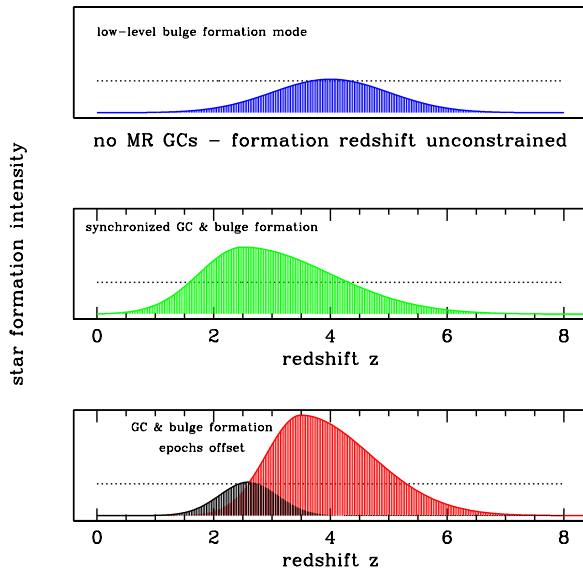 low-level bulge formation mode
no MR GCs – formation redshift unconstrained
star formation intensity
synchronized GC & bulge formation
0 2 4 6 8
redshift z
GC & bulge formation
epochs offset
0 2 4 6 8
redshift z